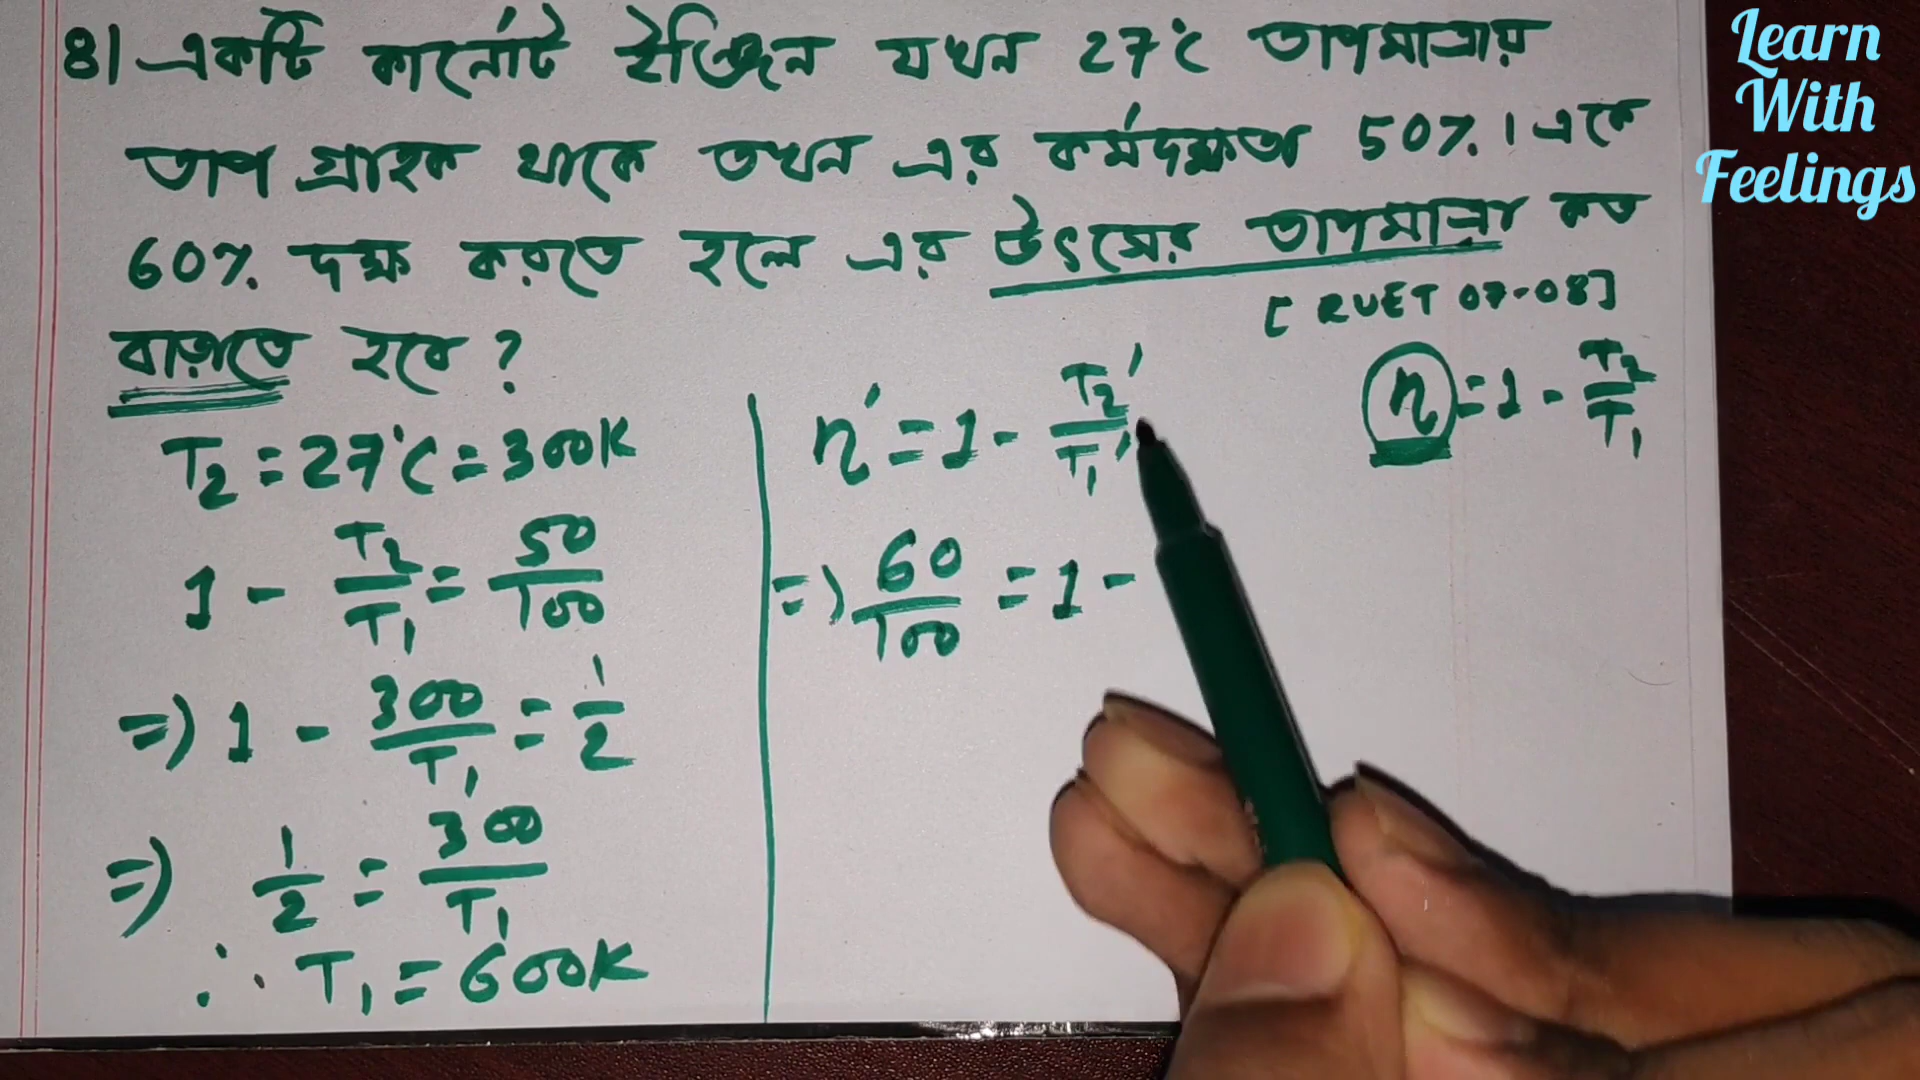 8। একটি কার্নোট ইঞ্জিন যখন 27°C তাপমাত্রায়
তাপ গ্রাহক থাকে তখন এর কর্মদক্ষতা 50%। একে
60% দক্ষ করতে হলে এর উৎসের তাপমাত্রা কত
[RUET 07-08]
বাড়াতে হবে?
T₂ = 27°C = 300K
1 - T₂/T₁ = 50/100
=> 1 - 300/T₁ = 1/2
=> 1/2 = 300/T₁
∴ T₁ = 600K
η' = 1 - T₂'/T₁'
=> 60/100 = 1 -
η = 1 - T₂/T₁
Learn
With
Feelings